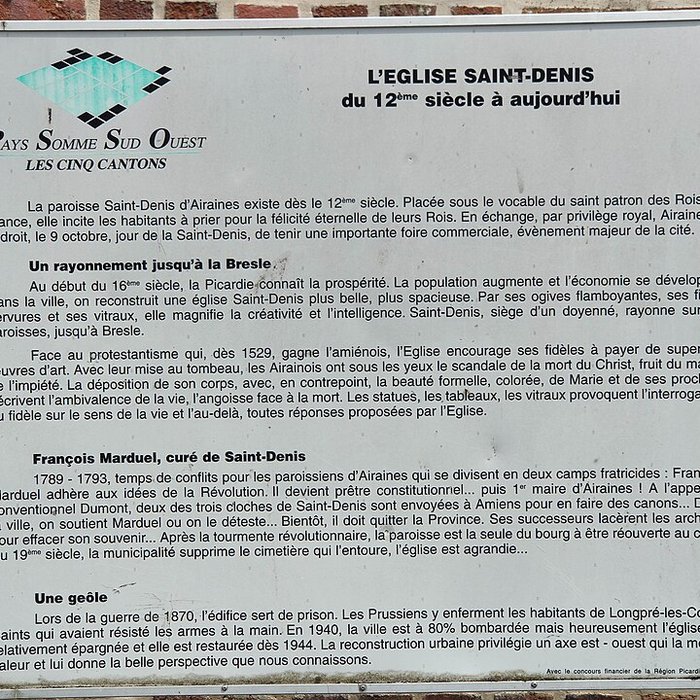 L'EGLISE SAINT-DENIS
du 12ème siècle à aujourd'hui
PAYS SOMME SUD OUEST
LES CINQ CANTONS
La paroisse Saint-Denis d'Airaines existe dès le 12ème siècle. Placée sous le vocable du saint patron des Rois
ance, elle incite les habitants à prier pour la félicité éternelle de leurs Rois. En échange, par privilège royal, Airaine
droit, le 9 octobre, jour de la Saint-Denis, de tenir une importante foire commerciale, évènement majeur de la cité.
Un rayonnement jusqu'à la Bresle
Au début du 16ème siècle, la Picardie connaît la prospérité. La population augmente et l'économie se dévelop
ans la ville, on reconstruit une église Saint-Denis plus belle, plus spacieuse. Par ses ogives flamboyantes, ses fi
ervures et ses vitraux, elle magnifie la créativité et l'intelligence. Saint-Denis, siège d'un doyenné, rayonne sur
aroisses, jusqu'à Bresle.
Face au protestantisme qui, dès 1529, gagne l'amiénois, l'Eglise encourage ses fidèles à payer de super
uvres d'art. Avec leur mise au tombeau, les Airainois ont sous les yeux le scandale de la mort du Christ, fruit du ma
e l'impiété. La déposition de son corps, avec, en contrepoint, la beauté formelle, colorée, de Marie et de ses proch
écrivent l'ambivalence de la vie, l'angoisse face à la mort. Les statues, les tableaux, les vitraux provoquent l'interroga
u fidèle sur le sens de la vie et l'au-delà, toutes réponses proposées par l'Eglise.
François Marduel, curé de Saint-Denis
1789 - 1793, temps de conflits pour les paroissiens d'Airaines qui se divisent en deux camps fratricides : Fran
arduel adhère aux idées de la Révolution. Il devient prêtre constitutionnel... puis 1er maire d'Airaines ! A l'appe
onventionnel Dumont, deux des trois cloches de Saint-Denis sont envoyées à Amiens pour en faire des canons... D
a ville, on soutient Marduel ou on le déteste... Bientôt, il doit quitter la Province. Ses successeurs lacèrent les arch
our effacer son souvenir... Après la tourmente révolutionnaire, la paroisse est la seule du bourg à être réouverte au c
u 19ème siècle, la municipalité supprime le cimetière qui l'entoure, l'église est agrandie...
Une geôle
Lors de la guerre de 1870, l'édifice sert de prison. Les Prussiens y enferment les habitants de Longpré-les-Co
aints qui avaient résisté les armes à la main. En 1940, la ville est à 80% bombardée mais heureusement l'églis
elativement épargnée et elle est restaurée dès 1944. La reconstruction urbaine privilégie un axe est - ouest qui la me
aleur et lui donne la belle perspective que nous connaissons.
Avec le concours financier de la Région Picardi